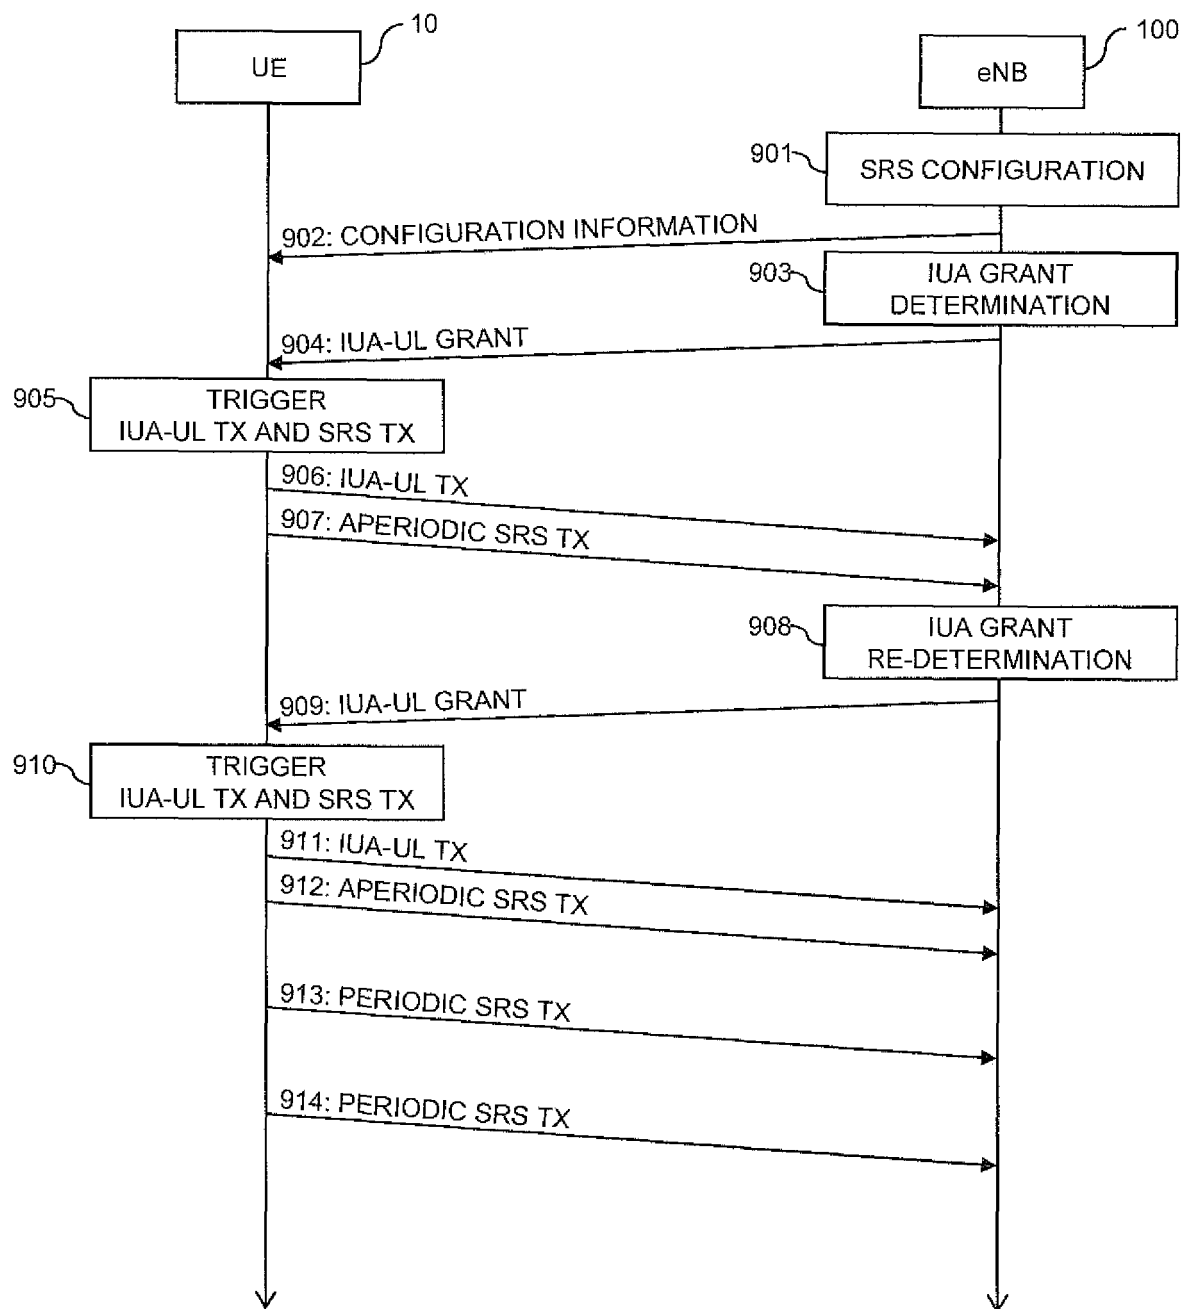 10
UE
100
eNB
901
SRS CONFIGURATION
902: CONFIGURATION INFORMATION
903
IUA GRANT
DETERMINATION
904: IUA-UL GRANT
905
TRIGGER
IUA-UL TX AND SRS TX
906: IUA-UL TX
907: APERIODIC SRS TX
908
IUA GRANT
RE-DETERMINATION
909: IUA-UL GRANT
910
TRIGGER
IUA-UL TX AND SRS TX
911: IUA-UL TX
912: APERIODIC SRS TX
913: PERIODIC SRS TX
914: PERIODIC SRS TX